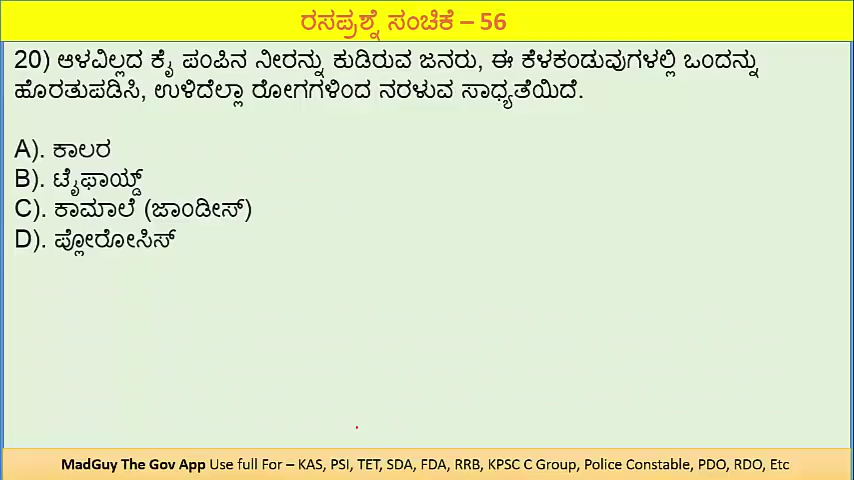 ರಸಪ್ರಶ್ನೆ ಸಂಚಿಕೆ – 56
20) ಆಳವಿಲ್ಲದ ಕೈ ಪಂಪಿನ ನೀರನ್ನು ಕುಡಿರುವ ಜನರು, ಈ ಕೆಳಕಂಡುವುಗಳಲ್ಲಿ ಒಂದನ್ನು
ಹೊರತುಪಡಿಸಿ, ಉಳಿದೆಲ್ಲಾ ರೋಗಗಳಿಂದ ನರಳುವ ಸಾಧ್ಯತೆಯಿದೆ.
A). ಕಾಲರ
B). ಟೈಫಾಯ್ಡ್
C). ಕಾಮಾಲೆ (ಜಾಂಡೀಸ್)
D). ಪ್ಲೋರೋಸಿಸ್
MadGuy The Gov App Use full For – KAS, PSI, TET, SDA, FDA, RRB, KPSC C Group, Police Constable, PDO, RDO, Etc